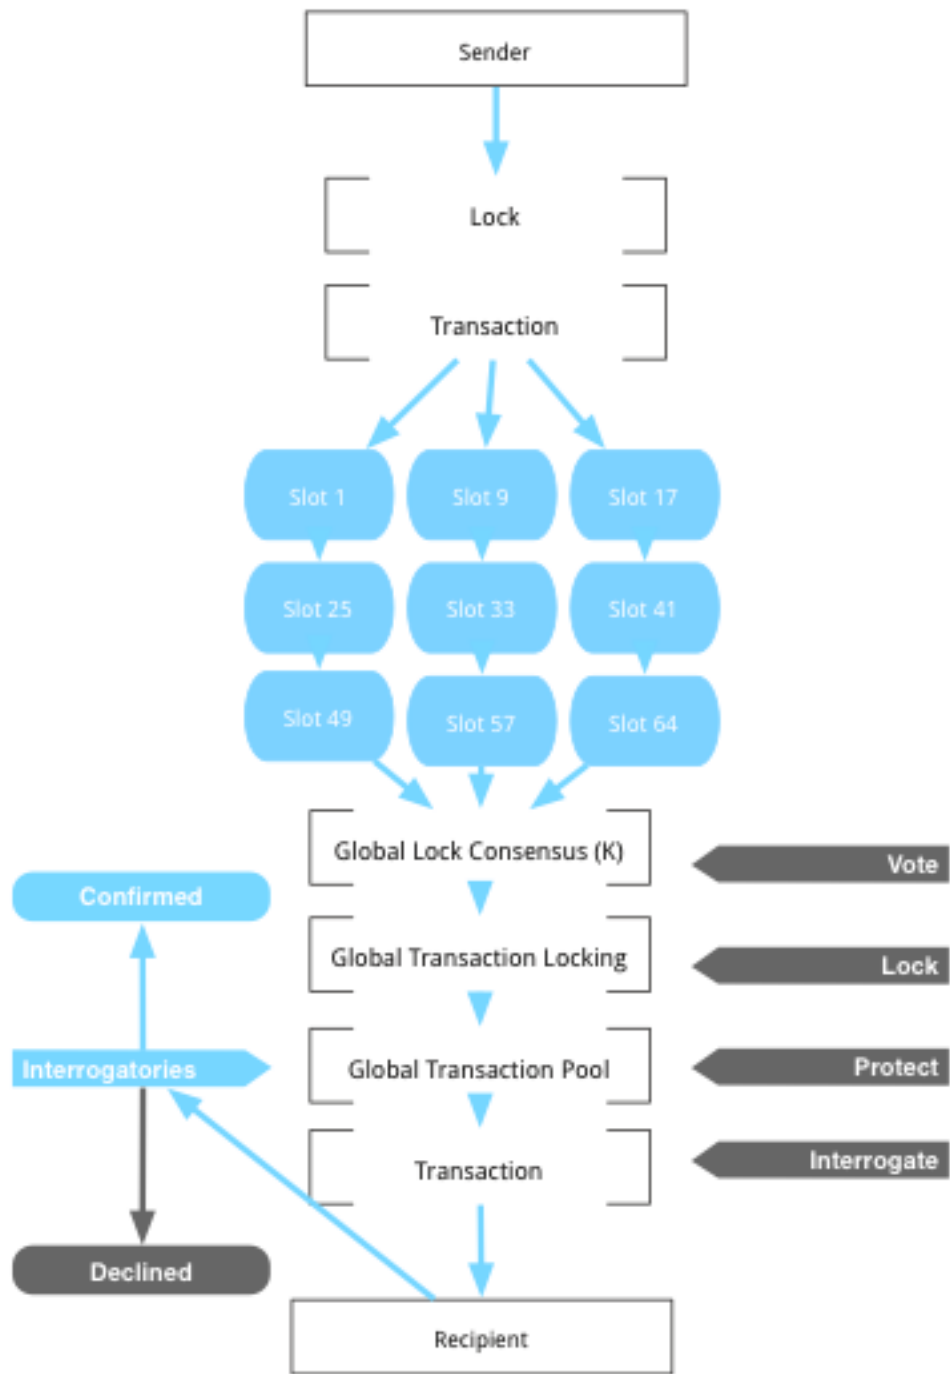 Sender
Lock
Transaction
Slot 1
Slot 9
Slot 17
Slot 25
Slot 33
Slot 41
Slot 49
Slot 57
Slot 64
Global Lock Consensus (K)
Vote
Confirmed
Global Transaction Locking
Lock
Interrogatories
Global Transaction Pool
Protect
Transaction
Interrogate
Declined
Recipient